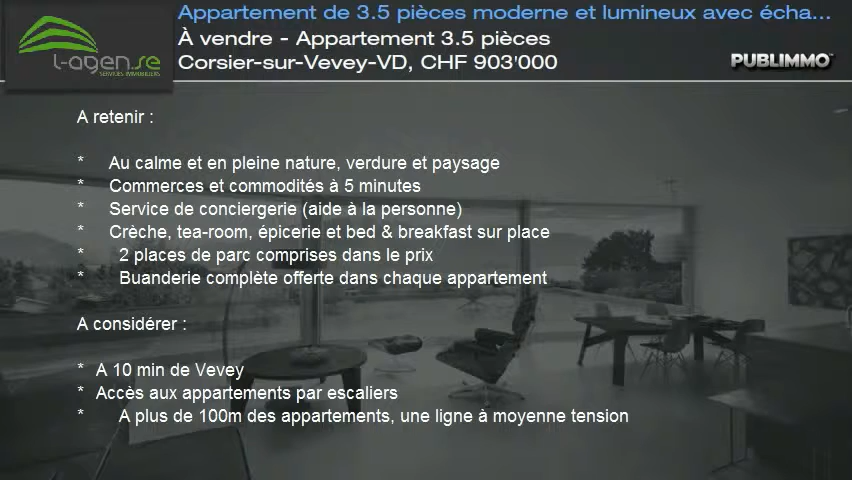 Appartement de 3.5 pièces moderne et lumineux avec écha...
À vendre - Appartement 3.5 pièces
Corsier-sur-Vevey-VD, CHF 903'000
l-agence
SERVICES IMMOBILIERS
PUBLIMMO
A retenir :
* Au calme et en pleine nature, verdure et paysage
* Commerces et commodités à 5 minutes
* Service de conciergerie (aide à la personne)
* Crèche, tea-room, épicerie et bed & breakfast sur place
* 2 places de parc comprises dans le prix
* Buanderie complète offerte dans chaque appartement
A considérer :
* A 10 min de Vevey
* Accès aux appartements par escaliers
* A plus de 100m des appartements, une ligne à moyenne tension